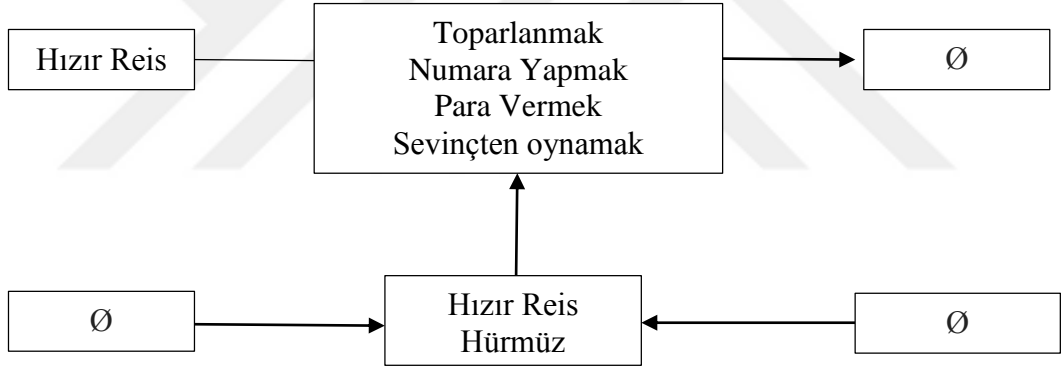 Hızır Reis
Toparlanmak
Numara Yapmak
Para Vermek
Sevinçten oynamak
Ø
Ø
Hızır Reis
Hürmüz
Ø